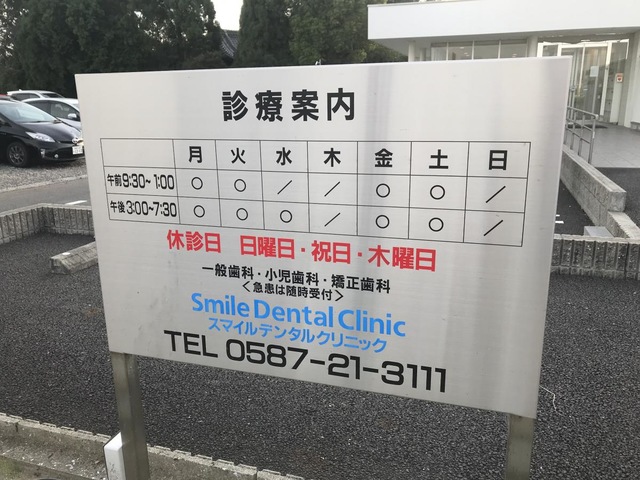 診療案内
月 火 水 木 金 土 日
午前9:30~1:00 ○ ○ / / ○ ○ /
午後3:00~7:30 ○ ○ ○ / ○ ○ /
休診日 日曜日・祝日・木曜日
一般歯科・小児歯科・矯正歯科
<急患は随時受付>
Smile Dental Clinic
スマイルデンタルクリニック
TEL 0587-21-3111